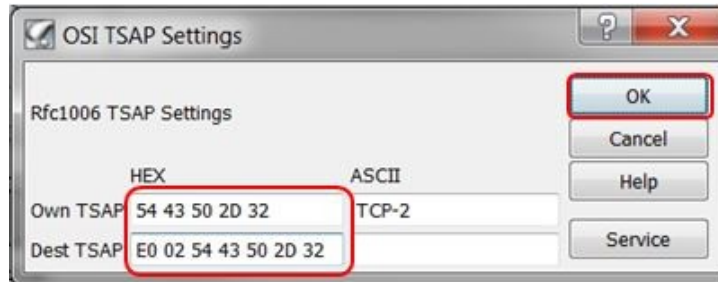 OSI TSAP Settings
Rfc1006 TSAP Settings
OK
Cancel
HEX ASCII Help
Own TSAP 54 43 50 2D 32 TCP-2
Dest TSAP E0 02 54 43 50 2D 32 Service